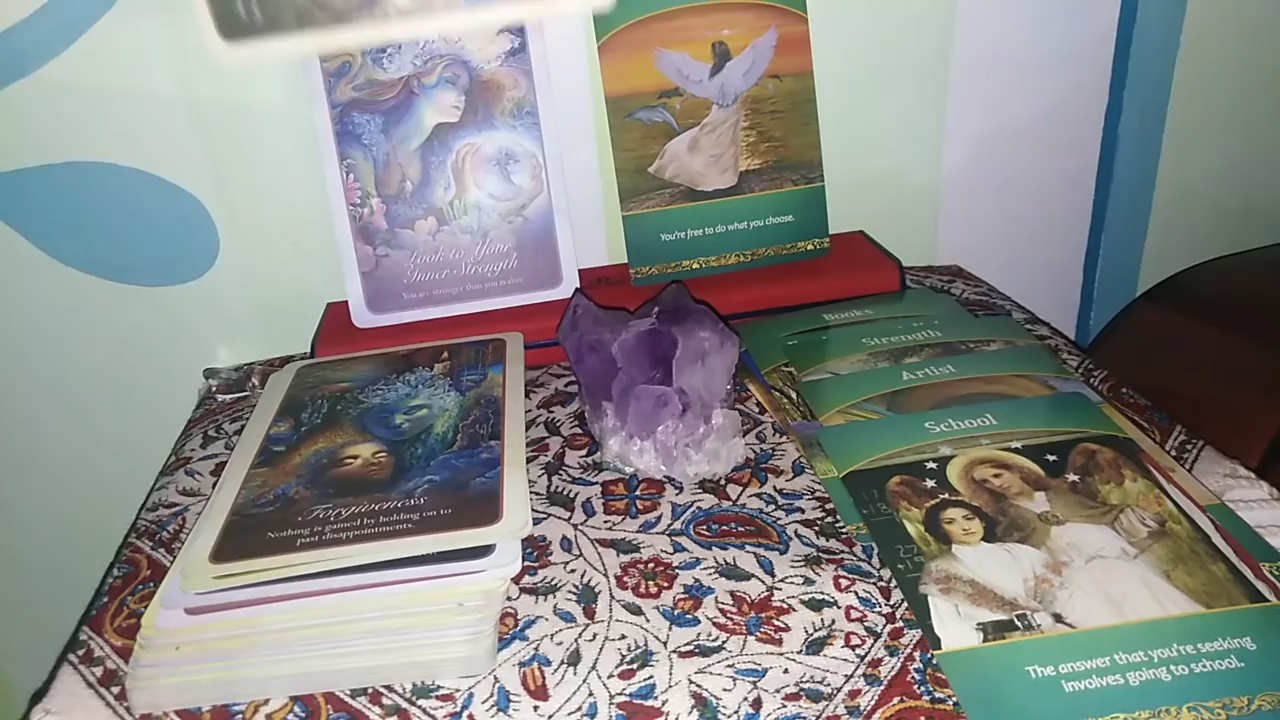 Look to Your
Inner Strength
You are stronger than you realize.
You're free to do what you choose.
Forgiveness
Nothing is gained by holding on to
past disappointments.
Books
Strength
Artist
School
The answer that you're seeking
involves going to school.